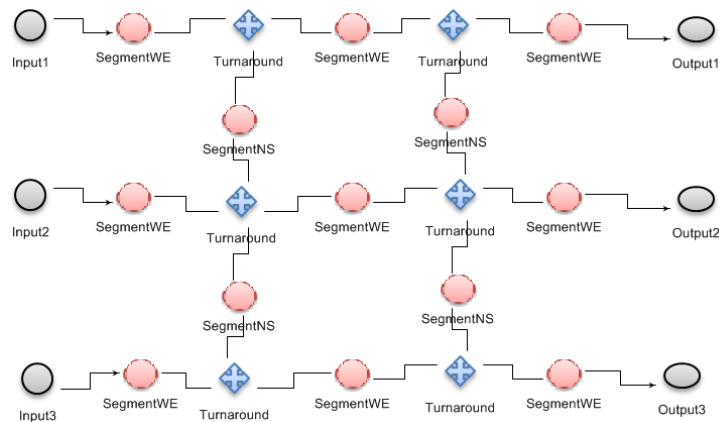 Input1
SegmentWE
Turnaround
SegmentWE
Turnaround
SegmentWE
Output1
SegmentNS
SegmentNS
Input2
SegmentWE
Turnaround
SegmentWE
Turnaround
SegmentWE
Output2
SegmentNS
SegmentNS
Input3
SegmentWE
Turnaround
SegmentWE
Turnaround
SegmentWE
Output3